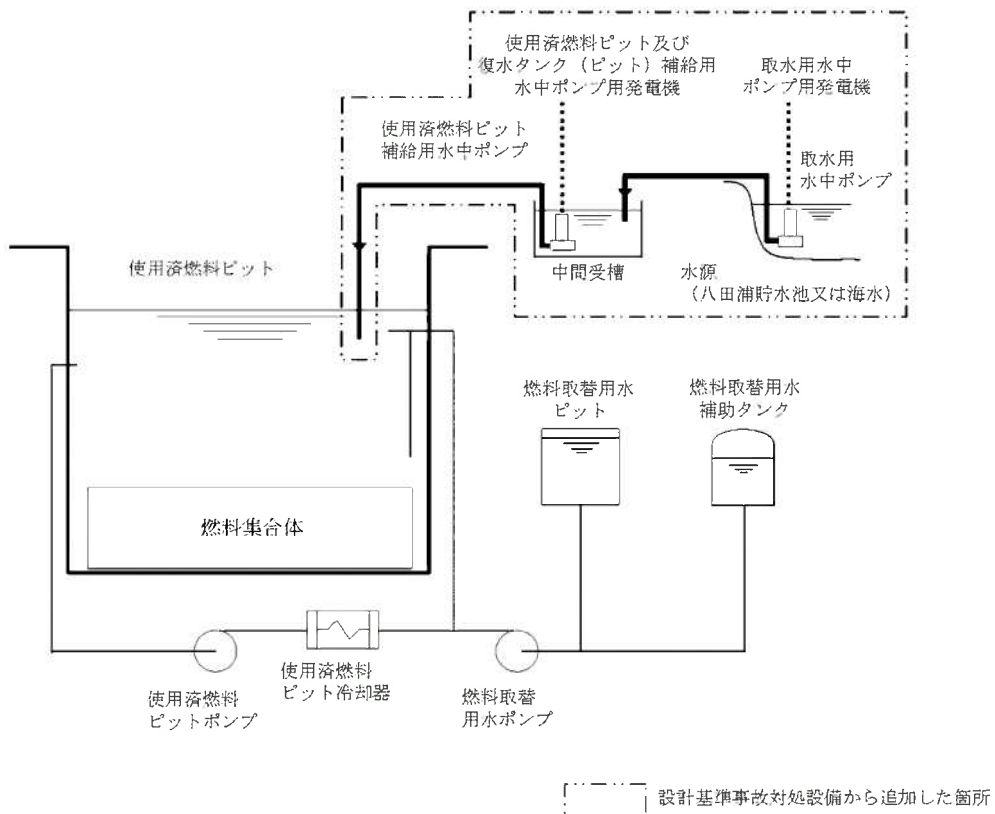 使用済燃料ピット及び
復水タンク（ピット）補給用
水中ポンプ用発電機
取水用水中
ポンプ用発電機
使用済燃料ピット
補給用水中ポンプ
取水用
水中ポンプ
使用済燃料ピット
中間受槽
水源
（八田浦貯水池又は海水）
燃料取替用水
ピット
燃料取替用水
補助タンク
燃料集合体
使用済燃料
ピットポンプ
使用済燃料
ピット冷却器
燃料取替
用水ポンプ
設計基準事故対処設備から追加した箇所